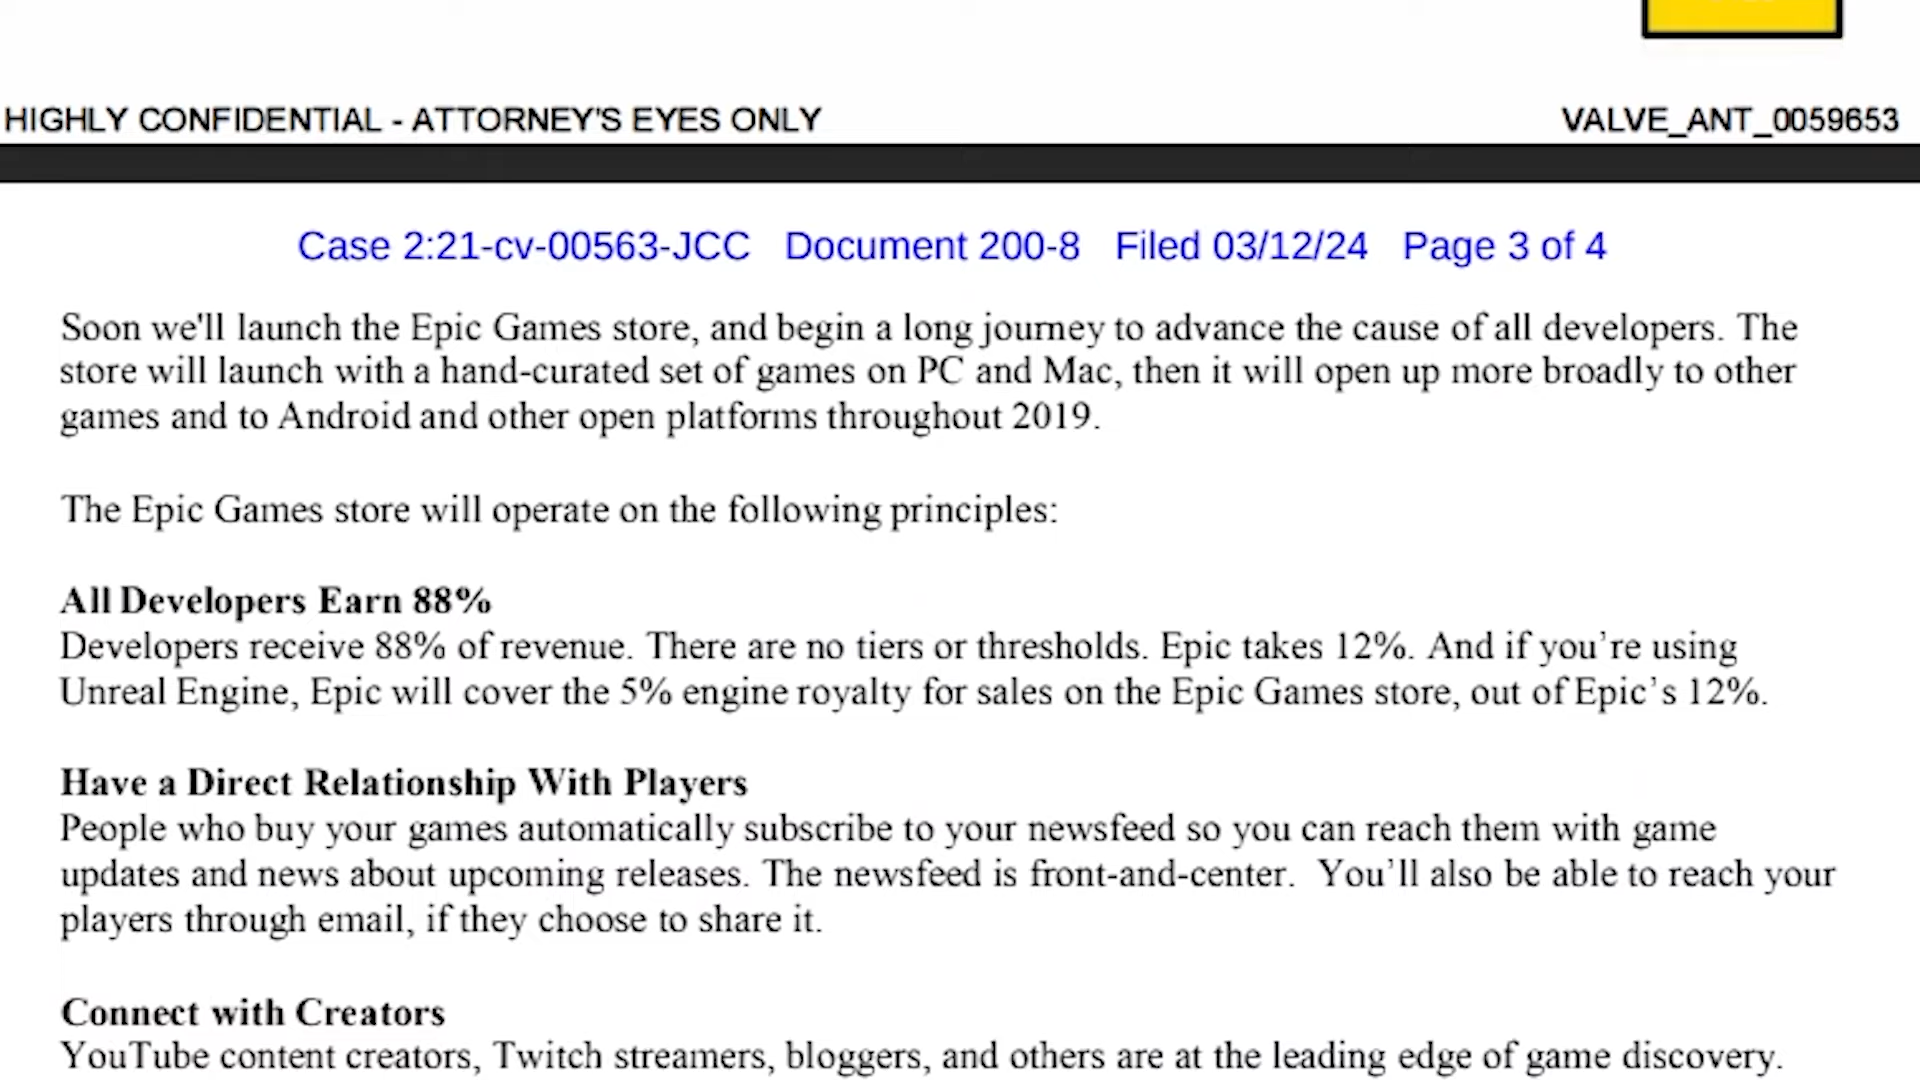 HIGHLY CONFIDENTIAL - ATTORNEY'S EYES ONLY
VALVE_ANT_0059653
Case 2:21-cv-00563-JCC Document 200-8 Filed 03/12/24 Page 3 of 4
Soon we'll launch the Epic Games store, and begin a long journey to advance the cause of all developers. The
store will launch with a hand-curated set of games on PC and Mac, then it will open up more broadly to other
games and to Android and other open platforms throughout 2019.
The Epic Games store will operate on the following principles:
All Developers Earn 88%
Developers receive 88% of revenue. There are no tiers or thresholds. Epic takes 12%. And if you’re using
Unreal Engine, Epic will cover the 5% engine royalty for sales on the Epic Games store, out of Epic’s 12%.
Have a Direct Relationship With Players
People who buy your games automatically subscribe to your newsfeed so you can reach them with game
updates and news about upcoming releases. The newsfeed is front-and-center. You’ll also be able to reach your
players through email, if they choose to share it.
Connect with Creators
YouTube content creators, Twitch streamers, bloggers, and others are at the leading edge of game discovery.